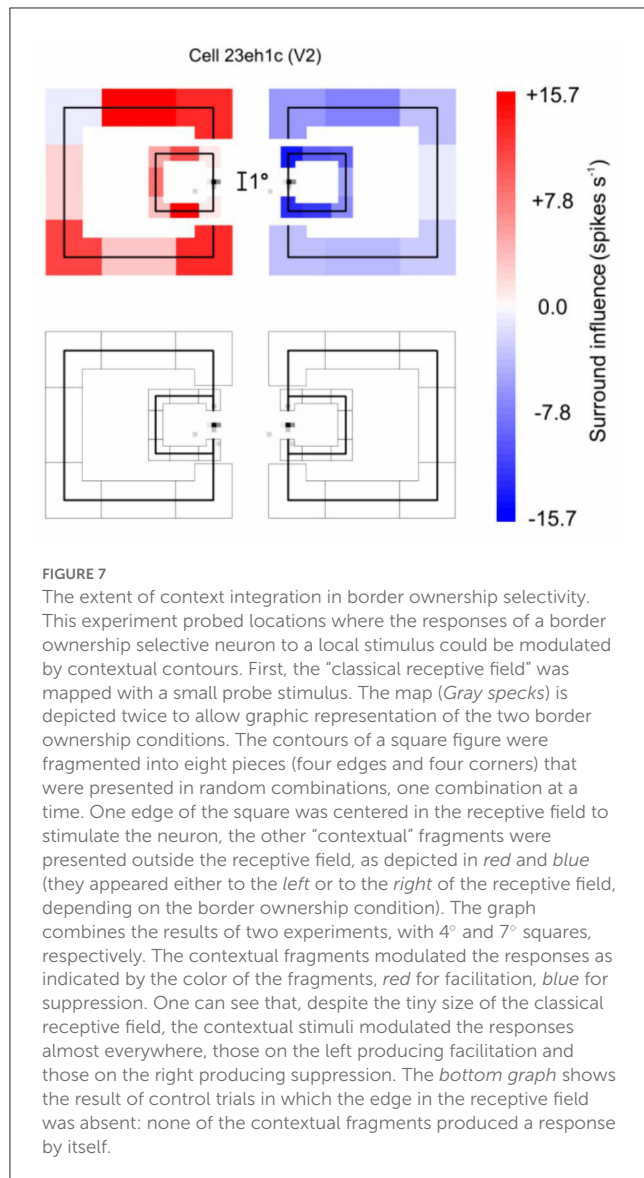 Cell 23eh1c (V2)
+15.7
+7.8
0.0
-7.8
-15.7
Surround influence (spikes s⁻¹)
1°
FIGURE 7
The extent of context integration in border ownership selectivity.
This experiment probed locations where the responses of a border
ownership selective neuron to a local stimulus could be modulated
by contextual contours. First, the “classical receptive field” was
mapped with a small probe stimulus. The map (Gray specks) is
depicted twice to allow graphic representation of the two border
ownership conditions. The contours of a square figure were
fragmented into eight pieces (four edges and four corners) that
were presented in random combinations, one combination at a
time. One edge of the square was centered in the receptive field to
stimulate the neuron, the other “contextual” fragments were
presented outside the receptive field, as depicted in red and blue
(they appeared either to the left or to the right of the receptive field,
depending on the border ownership condition). The graph
combines the results of two experiments, with 4° and 7° squares,
respectively. The contextual fragments modulated the responses as
indicated by the color of the fragments, red for facilitation, blue for
suppression. One can see that, despite the tiny size of the classical
receptive field, the contextual stimuli modulated the responses
almost everywhere, those on the left producing facilitation and
those on the right producing suppression. The bottom graph shows
the result of control trials in which the edge in the receptive field
was absent: none of the contextual fragments produced a response
by itself.